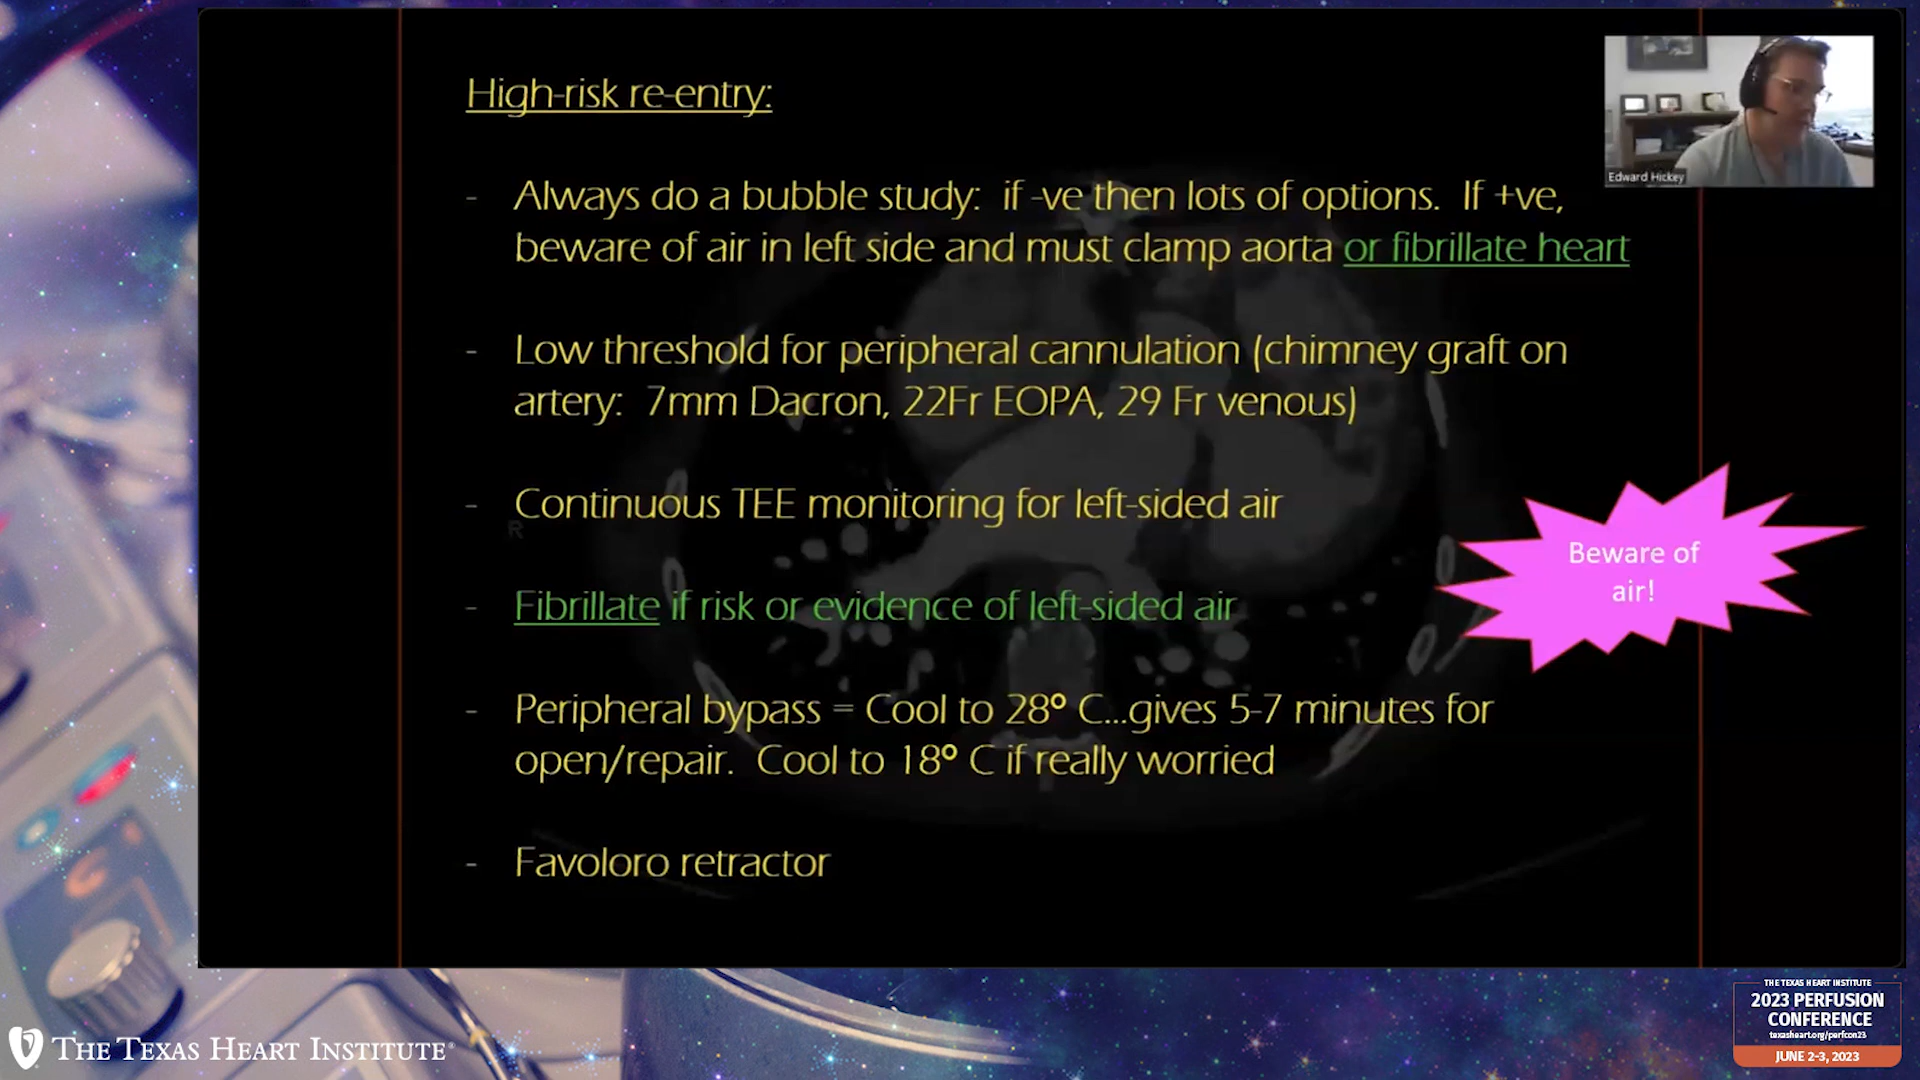 High-risk re-entry:
- Always do a bubble study: if -ve then lots of options. If +ve,
beware of air in left side and must clamp aorta or fibrillate heart
- Low threshold for peripheral cannulation (chimney graft on
artery: 7mm Dacron, 22Fr EOPA, 29 Fr venous)
- Continuous TEE monitoring for left-sided air
R
- Fibrillate if risk or evidence of left-sided air
- Peripheral bypass = Cool to 28º C...gives 5-7 minutes for
open/repair. Cool to 18º C if really worried
- Favoloro retractor
Beware of
air!
Edward Hickey
THE TEXAS HEART INSTITUTE®
THE TEXAS HEART INSTITUTE
2023 PERFUSION
CONFERENCE
texasheart.org/perfcon23
JUNE 2-3, 2023